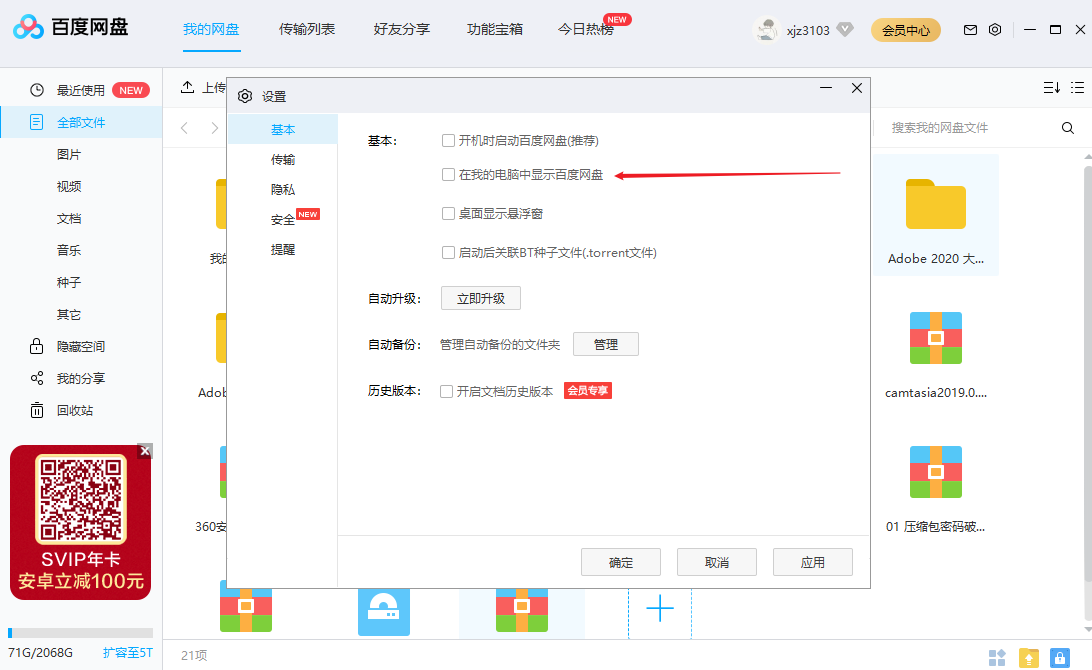 百度网盘
我的网盘 传输列表 好友分享 功能宝箱 今日热榜 NEW
xjz3103 会员中心
最近使用 NEW
全部文件
图片
视频
文档
音乐
种子
其它
隐藏空间
我的分享
回收站
SVIP年卡
安卓立减100元
71G/2068G 扩容至5T
上传
搜索我的网盘文件
设置
基本
传输
隐私
安全 NEW
提醒
基本:
开机时启动百度网盘(推荐)
在我的电脑中显示百度网盘
桌面显示悬浮窗
启动后关联BT种子文件(.torrent文件)
自动升级: 立即升级
自动备份: 管理自动备份的文件夹 管理
历史版本: 开启文档历史版本 会员专享
确定 取消 应用
我的
Adobe 2020 大...
Adob
camtasia2019.0....
360安
01 压缩包密码破...
21项